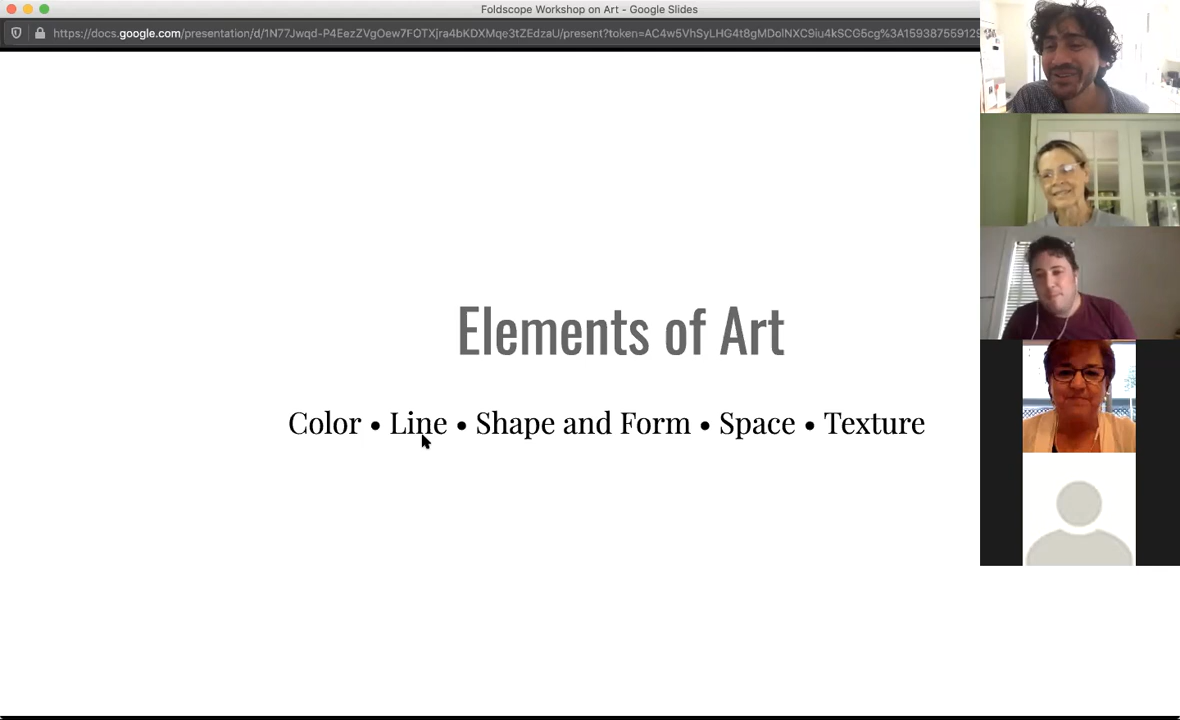 Foldscope Workshop on Art - Google Slides
Elements of Art
Color • Line • Shape and Form • Space • Texture